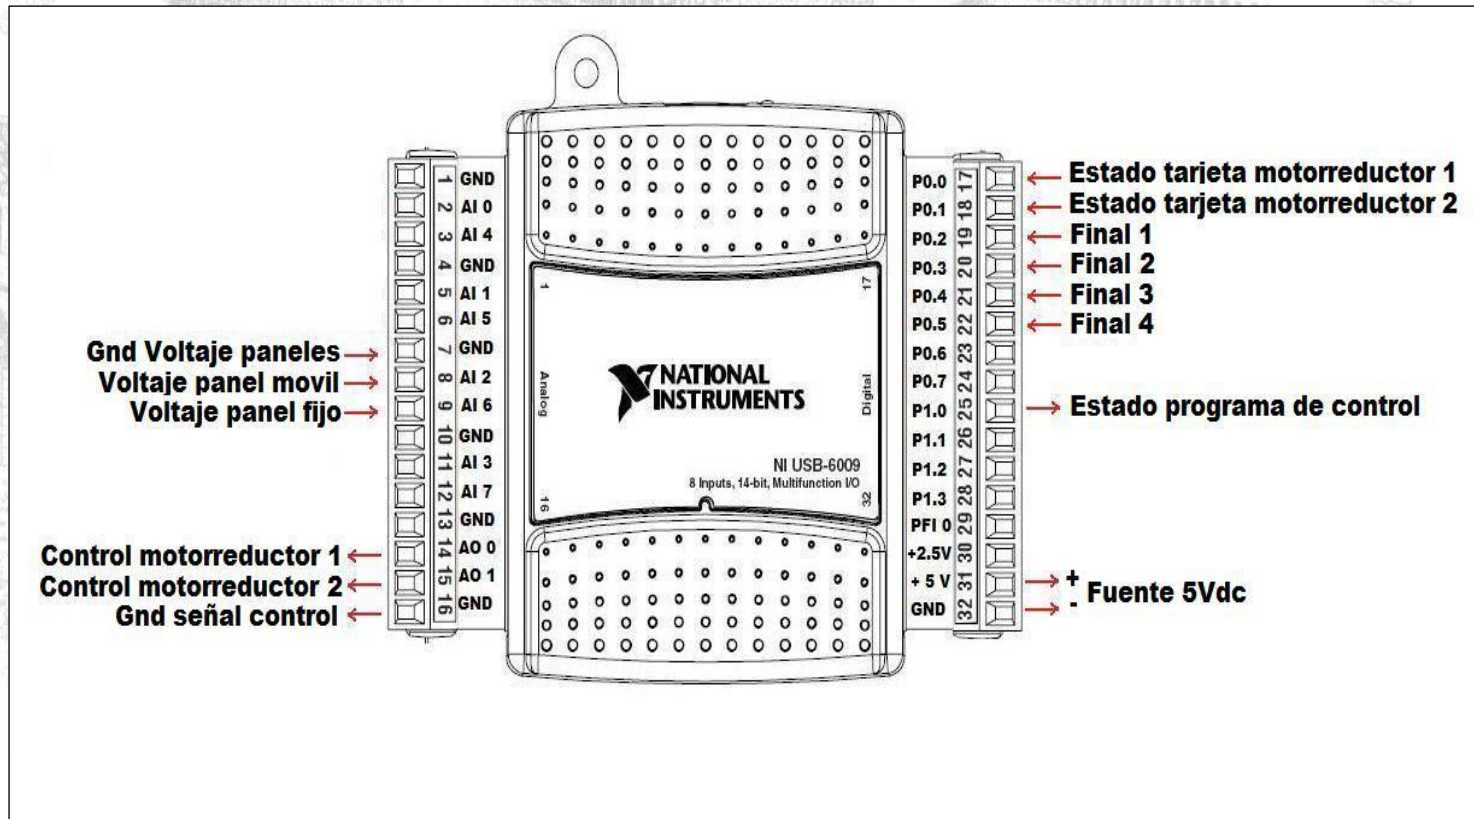 Gnd Voltaje paneles
Voltaje panel movil
Voltaje panel fijo
Control motorreductor 1
Control motorreductor 2
Gnd señal control
1 GND
2 AI 0
3 AI 4
4 GND
5 AI 1
6 AI 5
7 GND
8 AI 2
9 AI 6
10 GND
11 AI 3
12 AI 7
13 GND
14 AO 0
15 AO 1
16 GND
1
Analog
16
NATIONAL
INSTRUMENTS
NI USB-6009
8 Inputs, 14-bit, Multifunction I/O
17
Digital
32
P0.0 17 Estado tarjeta motorreductor 1
P0.1 18 Estado tarjeta motorreductor 2
P0.2 19 Final 1
P0.3 20 Final 2
P0.4 21 Final 3
P0.5 22 Final 4
P0.6 23
P0.7 24
P1.0 25 Estado programa de control
P1.1 26
P1.2 27
P1.3 28
PFI 0 29
+2.5V 30
+ 5 V 31 +
GND 32 -
Fuente 5Vdc